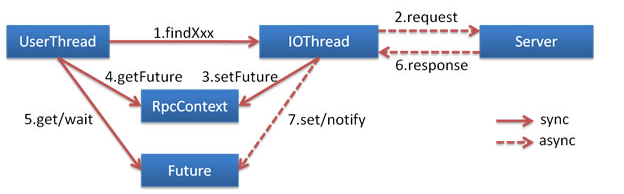 1.findXxx
2.request
UserThread
IOThread
Server
6.response
4.getFuture
3.setFuture
RpcContext
5.get/wait
7.set/notify
sync
async
Future